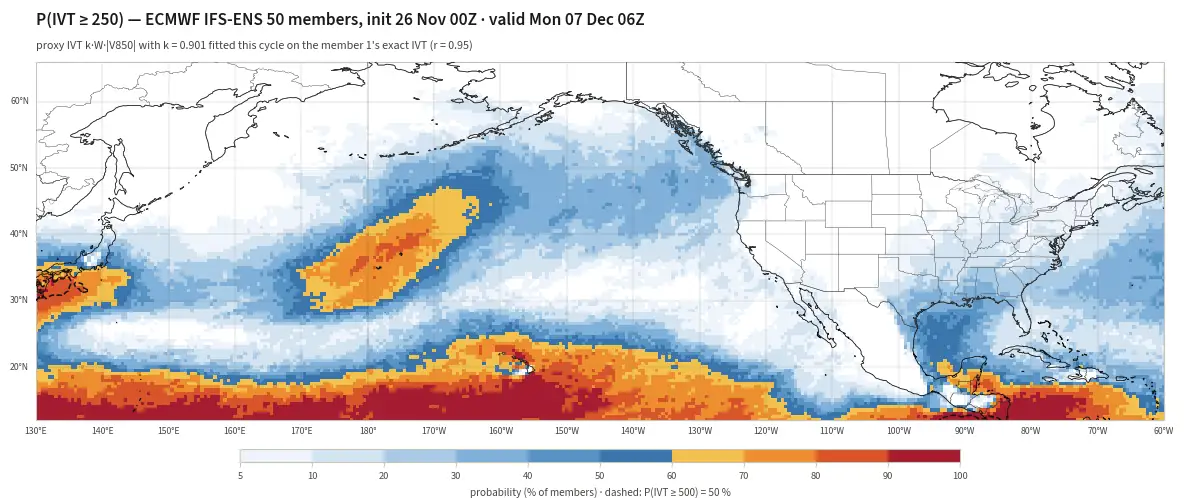 P(IVT ≥ 250) — ECMWF IFS-ENS 50 members, init 26 Nov 00Z · valid Mon 07 Dec 06Z
proxy IVT k·W·|V850| with k = 0.901 fitted this cycle on the member 1's exact IVT (r = 0.95)
60°N
50°N
40°N
30°N
20°N
130°E 140°E 150°E 160°E 170°E 180° 170°W 160°W 150°W 140°W 130°W 120°W 110°W 100°W 90°W 80°W 70°W 60°W
5 10 20 30 40 50 60 70 80 90 100
probability (% of members) · dashed: P(IVT ≥ 500) = 50 %